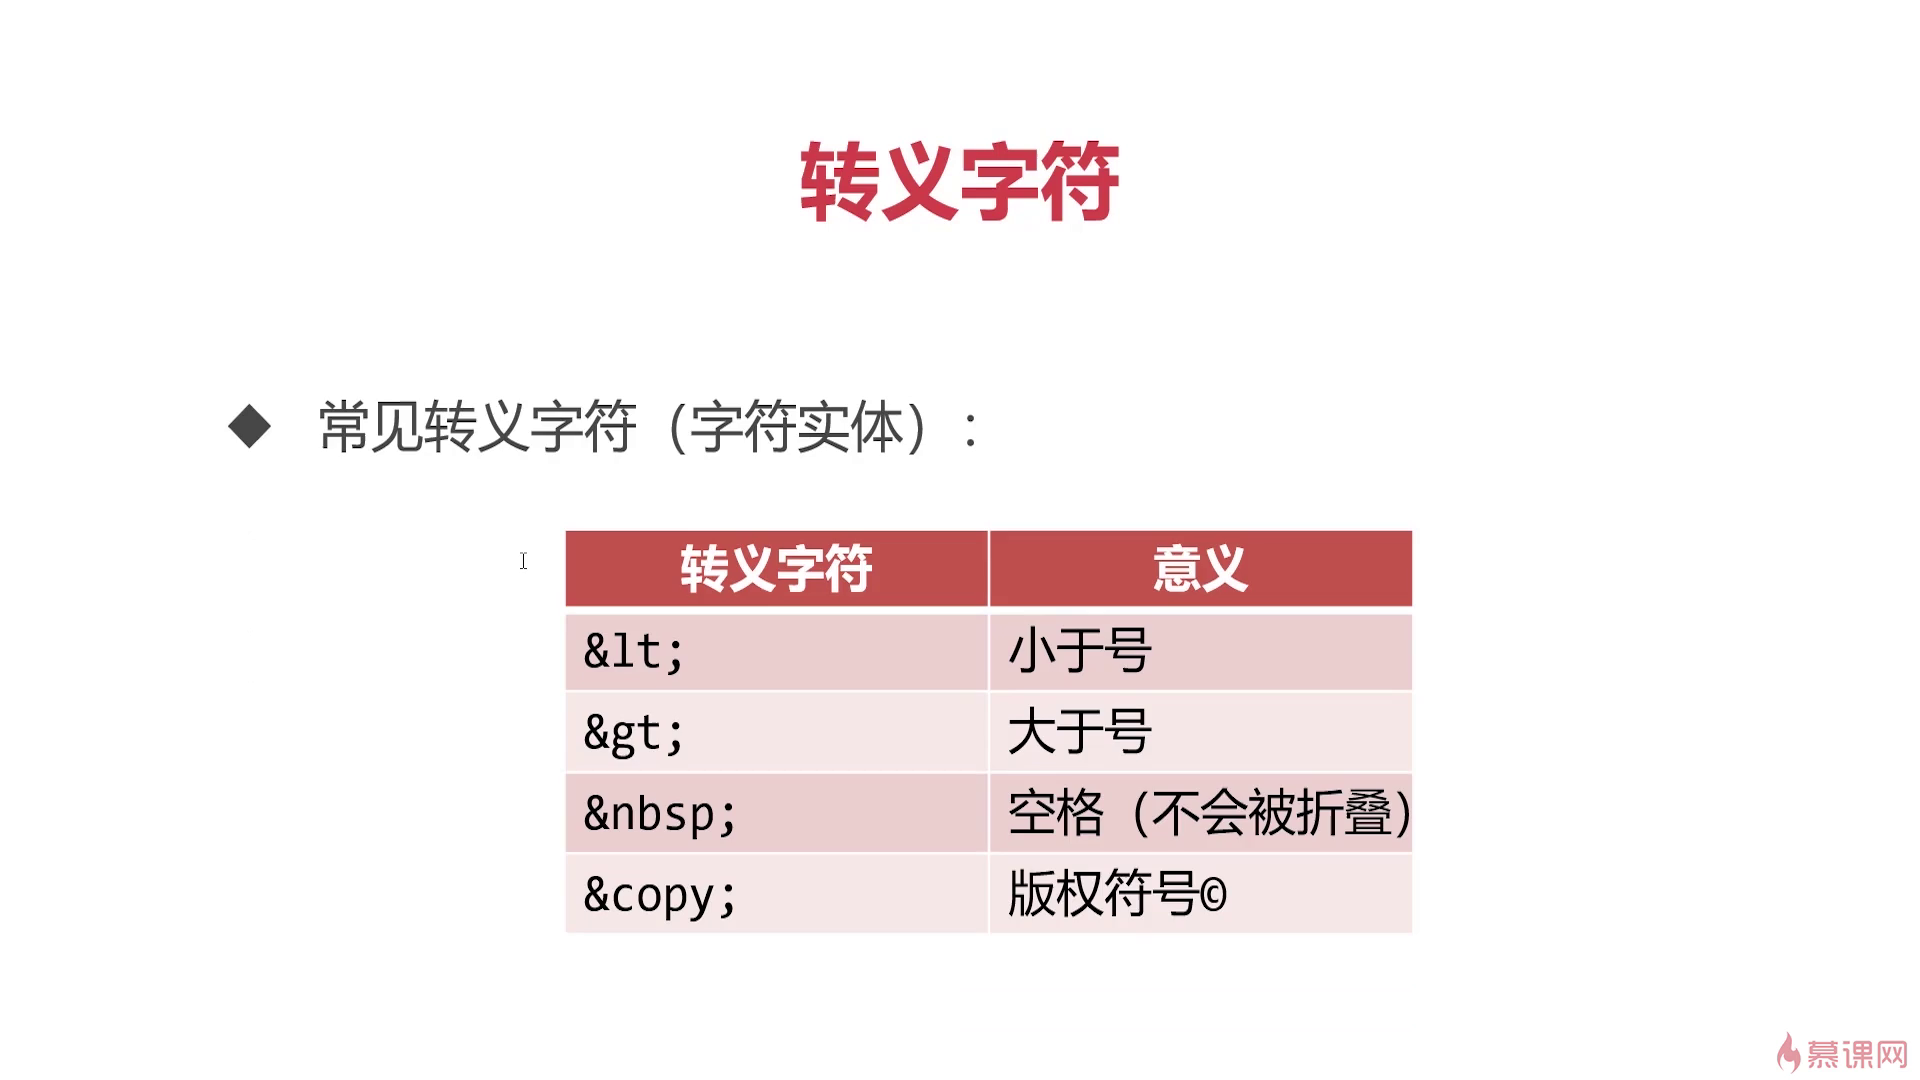 转义字符
常见转义字符（字符实体）:
转义字符 意义
&lt; 小于号
&gt; 大于号
&nbsp; 空格（不会被折叠）
&copy; 版权符号©
慕课网